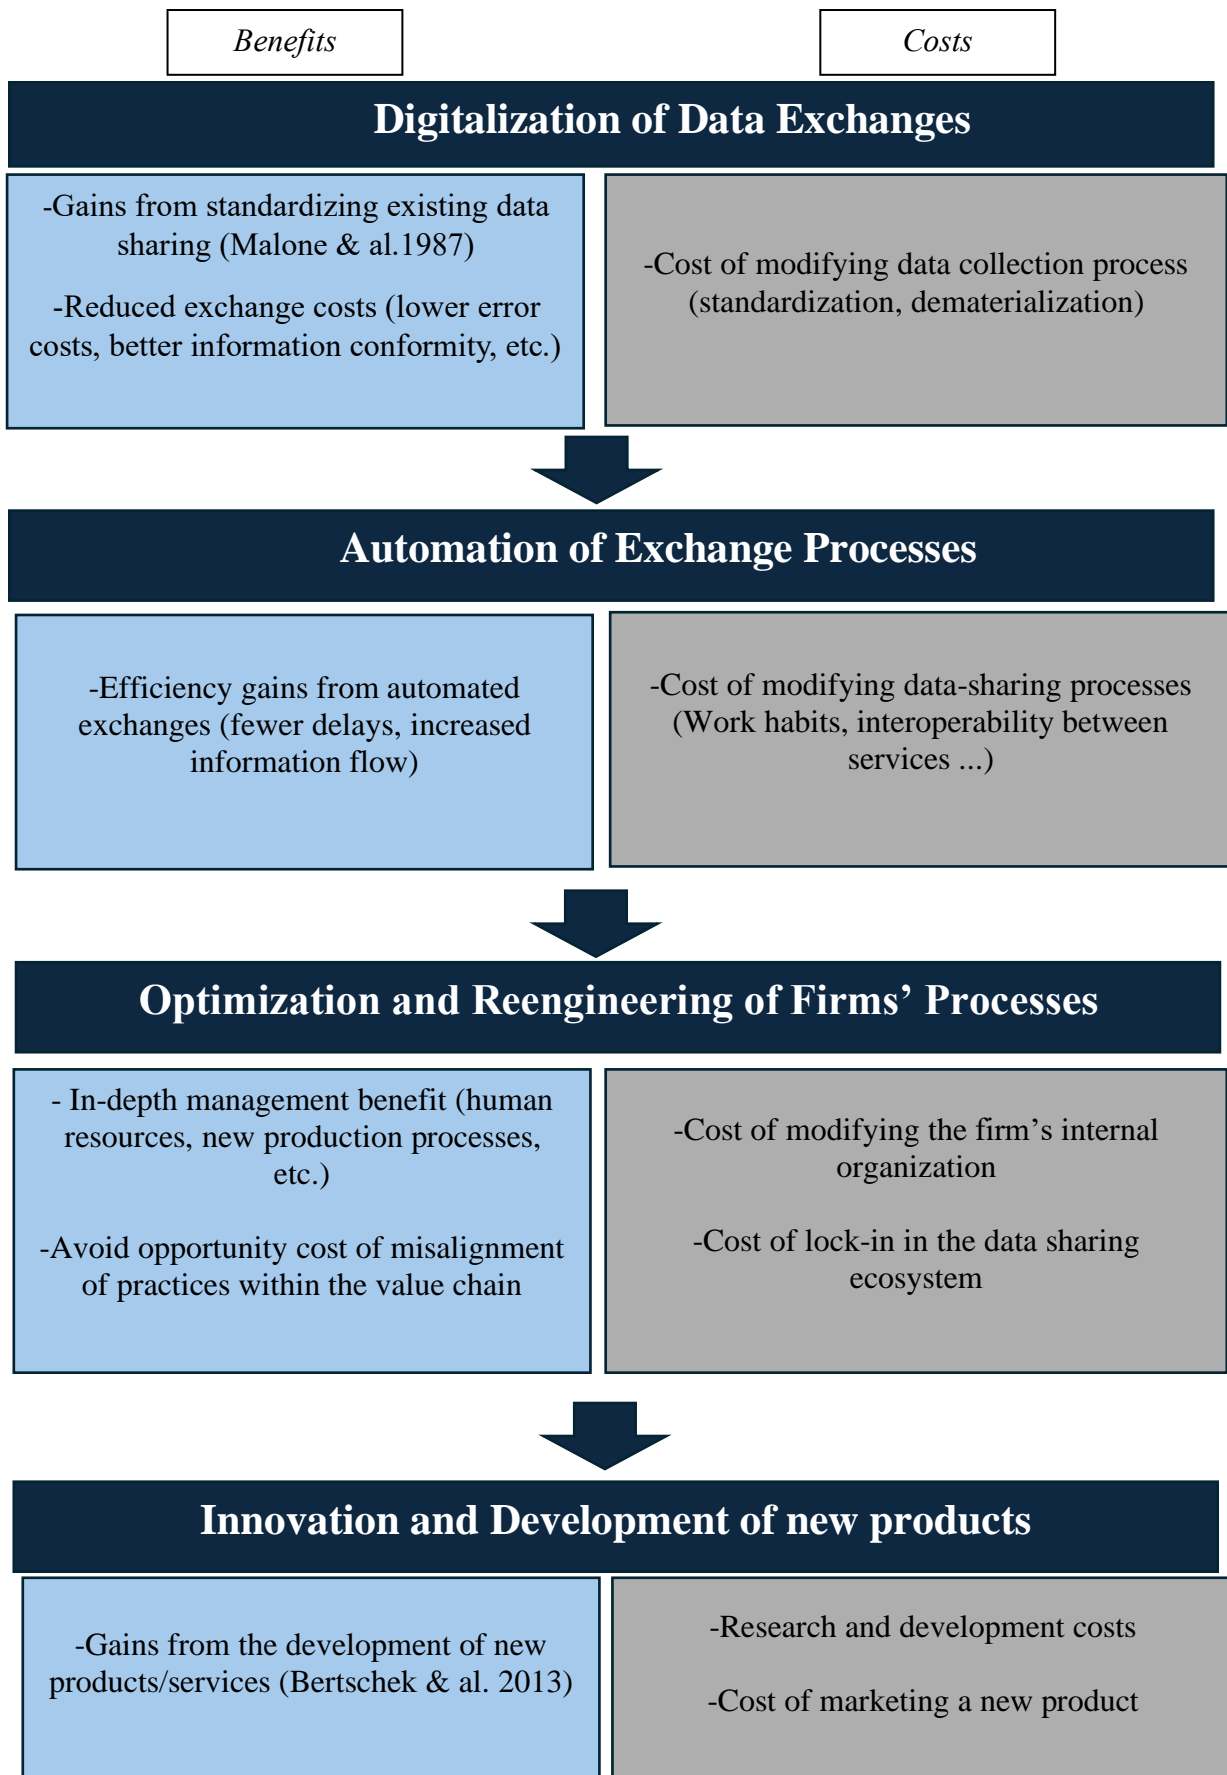 Benefits
Costs
Digitalization of Data Exchanges
-Gains from standardizing existing data
sharing (Malone & al.1987)
-Reduced exchange costs (lower error
costs, better information conformity, etc.)
-Cost of modifying data collection process
(standardization, dematerialization)
Automation of Exchange Processes
-Efficiency gains from automated
exchanges (fewer delays, increased
information flow)
-Cost of modifying data-sharing processes
(Work habits, interoperability between
services ...)
Optimization and Reengineering of Firms’ Processes
- In-depth management benefit (human
resources, new production processes,
etc.)
-Avoid opportunity cost of misalignment
of practices within the value chain
-Cost of modifying the firm’s internal
organization
-Cost of lock-in in the data sharing
ecosystem
Innovation and Development of new products
-Gains from the development of new
products/services (Bertschek & al. 2013)
-Research and development costs
-Cost of marketing a new product